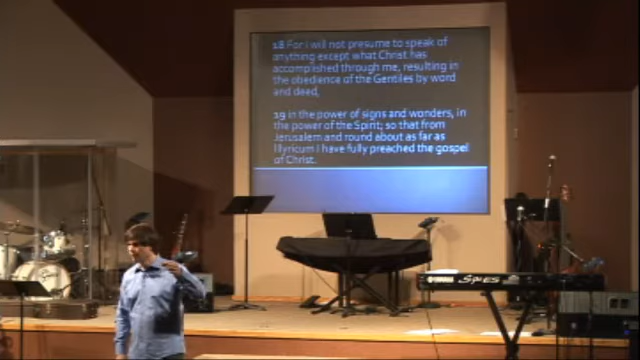 18 For I will not presume to speak of
anything except what Christ has
accomplished through me, resulting in
the obedience of the Gentiles by word
and deed,
19 in the power of signs and wonders, in
the power of the Spirit; so that from
Jerusalem and round about as far as
Illyricum I have fully preached the gospel
of Christ.